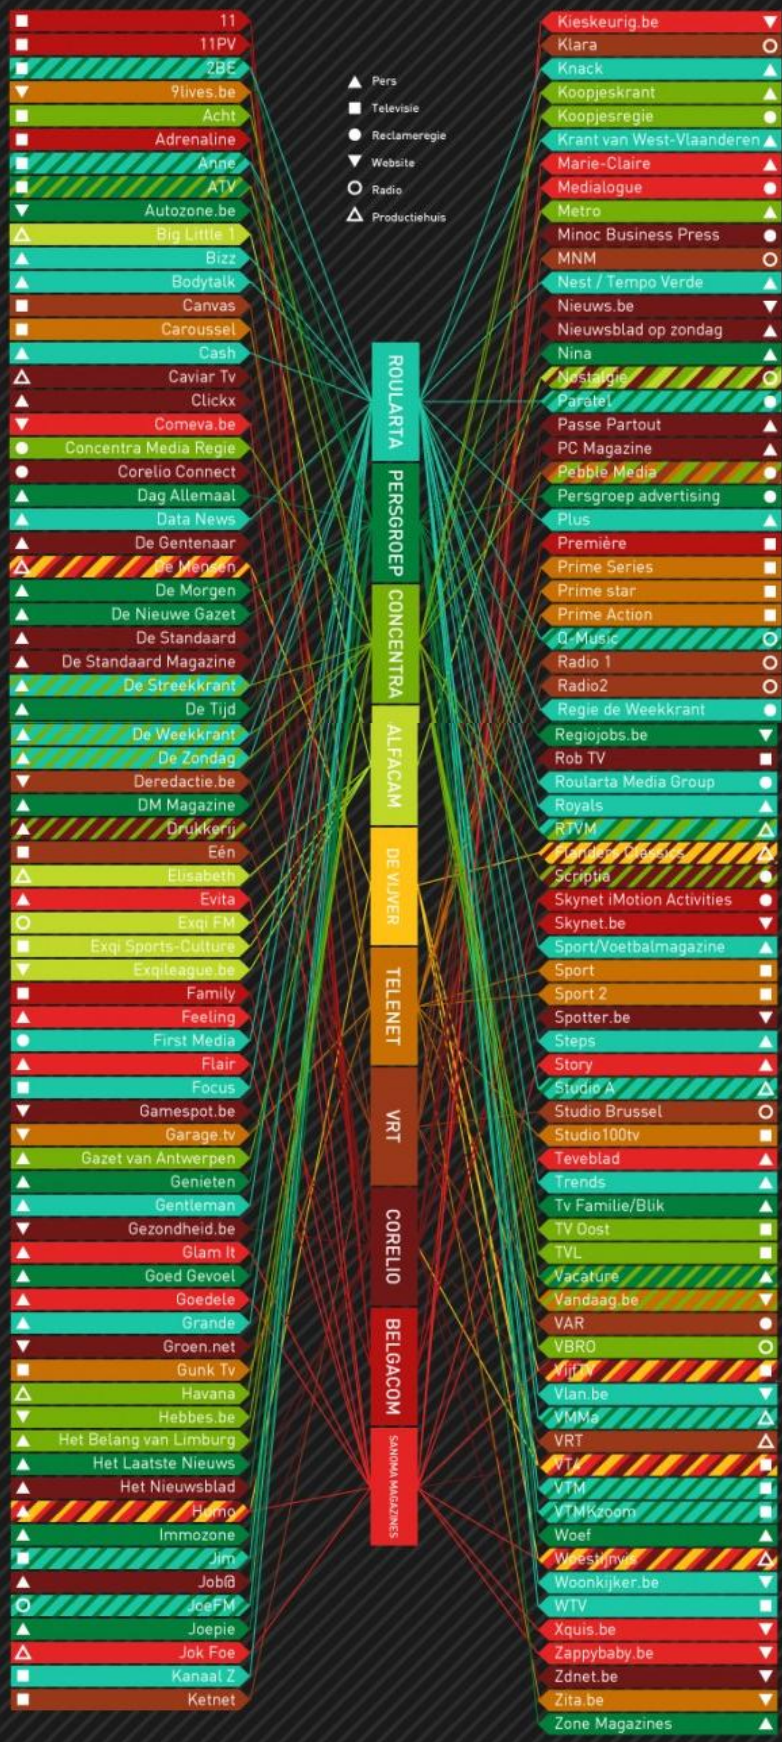 11
11PV
2BE
9lives.be
Acht
Adrenaline
Anne
ATV
Autozone.be
Big Little 1
Bizz
Bodytalk
Canvas
Caroussel
Cash
Caviar Tv
Clickx
Comeva.be
Concentra Media Regie
Corelio Connect
Dag Allemaal
Data News
De Gentenaar
De Mensen
De Morgen
De Nieuwe Gazet
De Standaard
De Standaard Magazine
De Streekkrant
De Tijd
De Weekkrant
De Zondag
Deredactie.be
DM Magazine
Drukkerij
Eén
Elisabeth
Evita
Exqi FM
Exqi Sports-Culture
Exqileague.be
Family
Feeling
First Media
Flair
Focus
Gamespot.be
Garage.tv
Gazet van Antwerpen
Genieten
Gentleman
Gezondheid.be
Glam It
Goed Gevoel
Goedele
Grande
Groen.net
Gunk Tv
Havana
Hebbes.be
Het Belang van Limburg
Het Laatste Nieuws
Het Nieuwsblad
Humo
Immozone
Jim
Job@
JoeFM
Joepie
Jok Foe
Kanaal Z
Ketnet
Pers
Televisie
Reclameregie
Website
Radio
Productiehuis
ROULARTA
PERSGROEP
CONCENTRA
ALFACAM
DE VIJVER
TELENET
VRT
CORELIO
BELGACOM
SANOMA MAGAZINES
Kieskeurig.be
Klara
Knack
Koopjeskrant
Koopjesregie
Krant van West-Vlaanderen
Marie-Claire
Medialogue
Metro
Minoc Business Press
MNM
Nest / Tempo Verde
Nieuws.be
Nieuwsblad op zondag
Nina
Nostalgie
Paratel
Passe Partout
PC Magazine
Pebble Media
Persgroep advertising
Plus
Première
Prime Series
Prime star
Prime Action
Q-Music
Radio 1
Radio2
Regie de Weekkrant
Regiojobs.be
Rob TV
Roularta Media Group
Royals
RTVM
Flanders Classics
Scriptia
Skynet iMotion Activities
Skynet.be
Sport/Voetbalmagazine
Sport
Sport 2
Spotter.be
Steps
Story
Studio A
Studio Brussel
Studio100tv
Teveblad
Trends
Tv Familie/Blik
TV Oost
TVL
Vacature
Vandaag.be
VAR
VBRO
VijfTV
Vlan.be
VMMa
VRT
VT4
VTM
VTMKzoom
Woef
Woestijnvis
Woonkijker.be
WTV
Xquis.be
Zappybaby.be
Zdnet.be
Zita.be
Zone Magazines